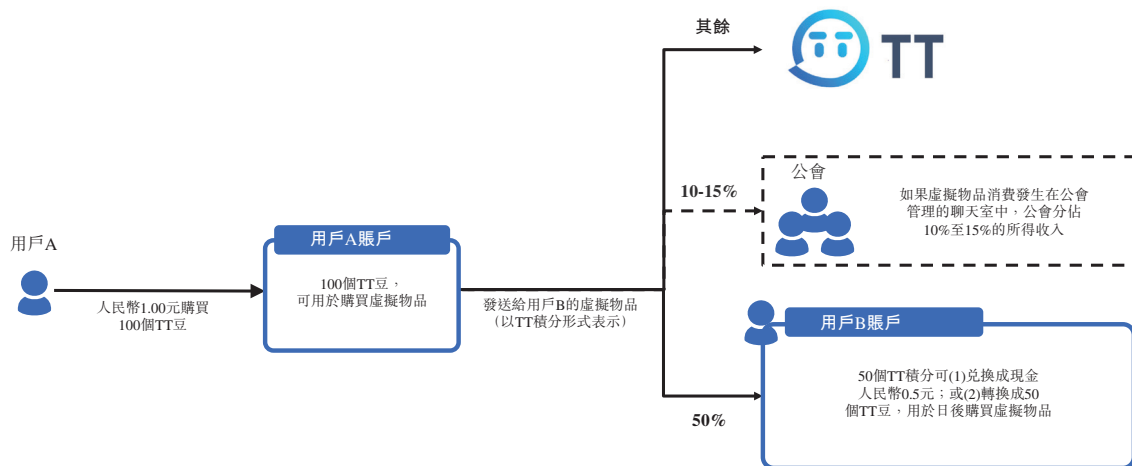 其餘
TT
公會
10-15%
如果虛擬物品消費發生在公會
管理的聊天室中，公會分佔
10%至15%的所得收入
用戶A
用戶A賬戶
100個TT豆，
可用於購買虛擬物品
人民幣1.00元購買
100個TT豆
發送給用戶B的虛擬物品
（以TT積分形式表示）
用戶B賬戶
50個TT積分可(1)兌換成現金
人民幣0.5元；或(2)轉換成50
個TT豆，用於日後購買虛擬物品
50%